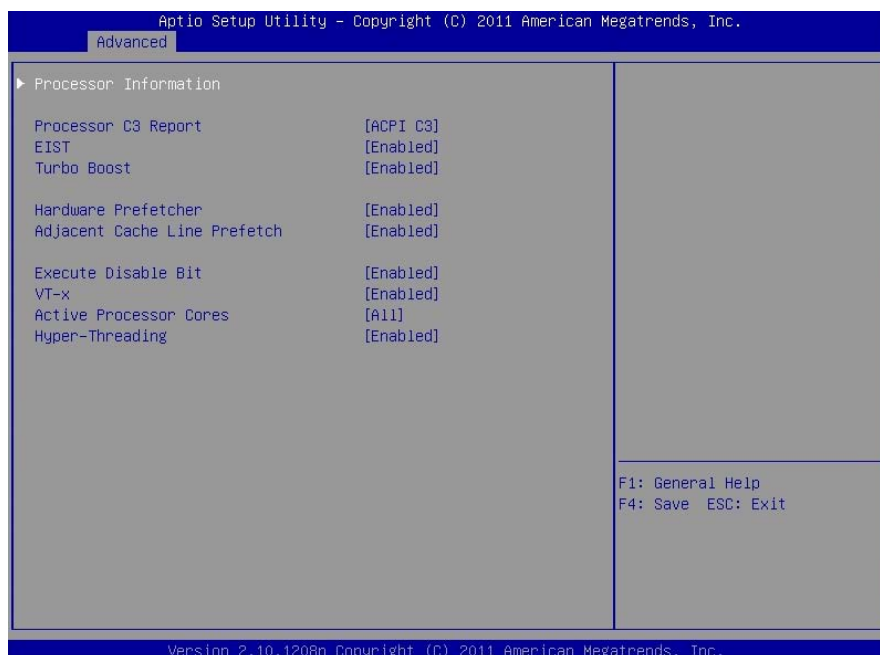 Aptio Setup Utility – Copyright (C) 2011 American Megatrends, Inc.
Advanced
Processor Information
Processor C3 Report [ACPI C3]
EIST [Enabled]
Turbo Boost [Enabled]
Hardware Prefetcher [Enabled]
Adjacent Cache Line Prefetch [Enabled]
Execute Disable Bit [Enabled]
VT-x [Enabled]
Active Processor Cores [All]
Hyper-Threading [Enabled]
F1: General Help
F4: Save ESC: Exit
Version 2.10.1208n Copyright (C) 2011 American Megatrends, Inc.